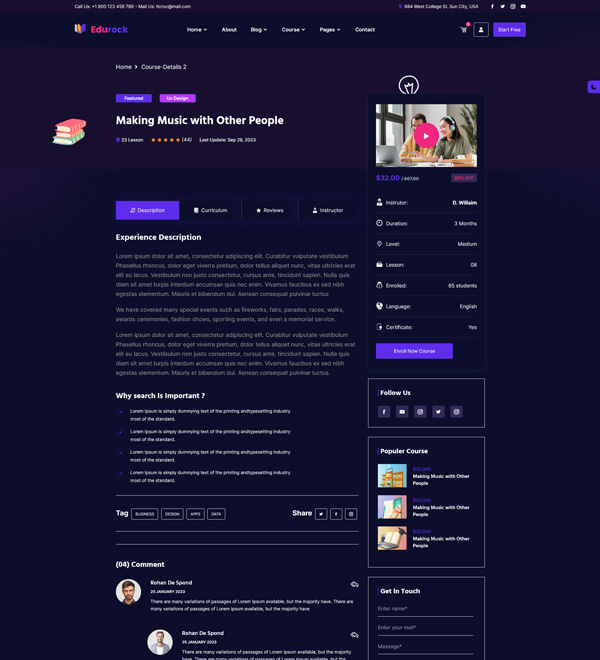 Call Us: +1 800 123 456 789 - Mail Us: Itcroc@mail.com
684 West College St. Sun City, USA
Edurock
Home
About
Blog
Course
Pages
Contact
Start Free
Home > Course-Details 2
Featured
Ux Design
Making Music with Other People
23 Lesson
(44)
Last Update: Sep 29, 2023
$32.00 / $67.00
68% OFF
Instructor: D. Willaim
Duration: 3 Months
Level: Medium
Lesson: 08
Enrolled: 65 students
Language: English
Certificate: Yes
Enroll Now Course
Description
Curriculum
Reviews
Instructor
Experience Description
Lorem ipsum dolor sit amet, consectetur adipiscing elit. Curabitur vulputate vestibulum
Phasellus rhoncus, dolor eget viverra pretium, dolor tellus aliquet nunc, vitae ultricies erat
elit eu lacus. Vestibulum non justo consectetur, cursus ante, tincidunt sapien. Nulla quis
diam sit amet turpis interdum accumsan quis nec enim. Vivamus faucibus ex sed nibh
egestas elementum. Mauris et bibendum dui. Aenean consequat pulvinar luctus
We have covered many special events such as fireworks, fairs, parades, races, walks,
awards ceremonies, fashion shows, sporting events, and even a memorial service.
Lorem ipsum dolor sit amet, consectetur adipiscing elit. Curabitur vulputate vestibulum
Phasellus rhoncus, dolor eget viverra pretium, dolor tellus aliquet nunc, vitae ultricies erat
elit eu lacus. Vestibulum non justo consectetur, cursus ante, tincidunt sapien. Nulla quis
diam sit amet turpis interdum accumsan quis nec enim. Vivamus faucibus ex sed nibh
egestas elementum. Mauris et bibendum dui. Aenean consequat pulvinar luctus.
Why search Is Important ?
Lorem Ipsum is simply dummying text of the printing andtypesetting industry
most of the standard.
Lorem Ipsum is simply dummying text of the printing andtypesetting industry
most of the standard.
Lorem Ipsum is simply dummying text of the printing andtypesetting industry
most of the standard.
Lorem Ipsum is simply dummying text of the printing andtypesetting industry
most of the standard.
Tag
BUSINESS
DESIGN
APPS
DATA
Share
(04) Comment
Rohan De Spond
25 JANUARY 2023
There are many variations of passages of Lorem Ipsum available, but the majority have. There are
many variations of passages of Lorem Ipsum available, but the majority have
Rohan De Spond
25 JANUARY 2023
There are many variations of passages of Lorem Ipsum available, but the majority have. There
are many variations of passages of Lorem Ipsum available, but the majority have
Follow Us
Populer Course
$32,000
Making Music with Other
People
$32,000
Making Music with Other
People
$32,000
Making Music with Other
People
Get In Touch
Enter name*
Enter your mail*
Message*